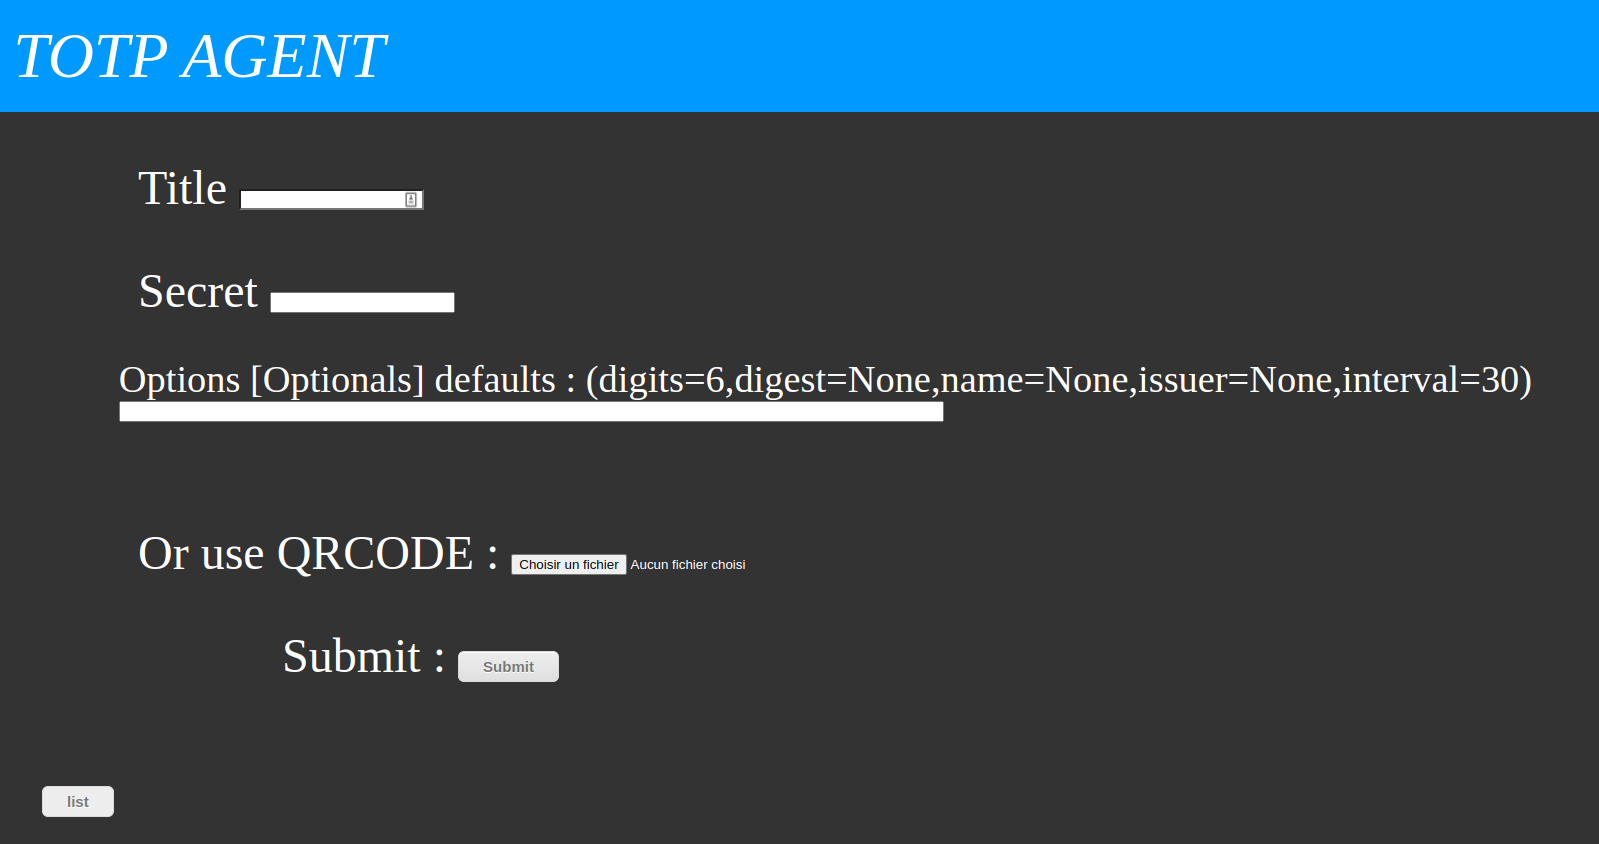 TOTP AGENT
Title
Secret
Options [Optionals] defaults : (digits=6,digest=None,name=None,issuer=None,interval=30)
Or use QRCODE : Choisir un fichier Aucun fichier choisi
Submit : Submit
list